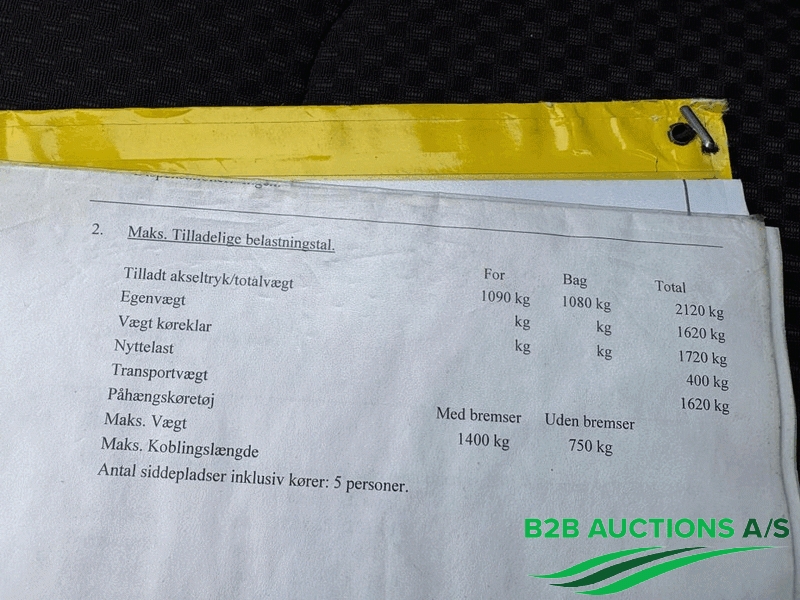 2. Maks. Tilladelige belastningstal.
For Bag Total
Tilladt akseltryk/totalvægt 1090 kg 1080 kg 2120 kg
Egenvægt kg kg 1620 kg
Vægt køreklar kg kg 1720 kg
Nyttelast 400 kg
Transportvægt 1620 kg
Påhængskøretøj Med bremser Uden bremser
Maks. Vægt 1400 kg 750 kg
Maks. Koblingslængde
Antal siddepladser inklusiv kører: 5 personer.
B2B AUCTIONS A/S